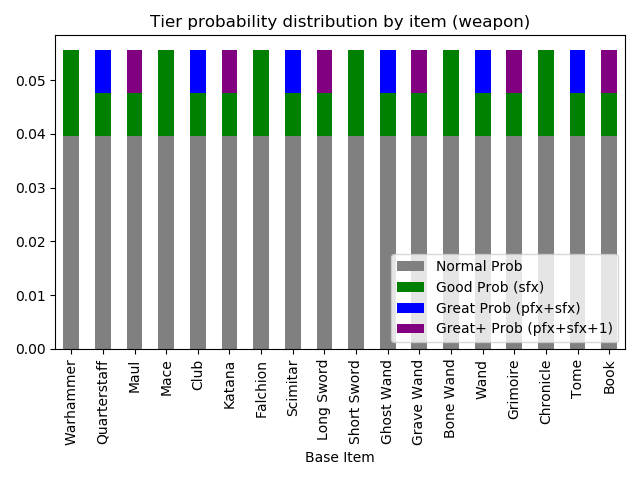 Tier probability distribution by item (weapon)
0.05
0.04
0.03
0.02
0.01
0.00
Normal Prob
Good Prob (sfx)
Great Prob (pfx+sfx)
Great+ Prob (pfx+sfx+1)
Warhammer
Quarterstaff
Maul
Mace
Club
Katana
Falchion
Scimitar
Long Sword
Short Sword
Ghost Wand
Grave Wand
Bone Wand
Wand
Grimoire
Chronicle
Tome
Book
Base Item